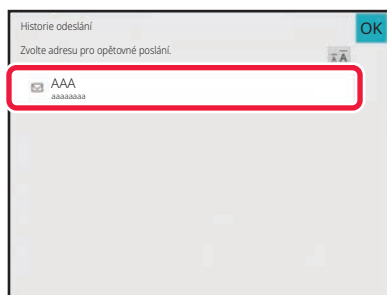 Historie odeslání
OK
Zvolte adresu pro opětovné poslání.
AAA
aaaaaaaa